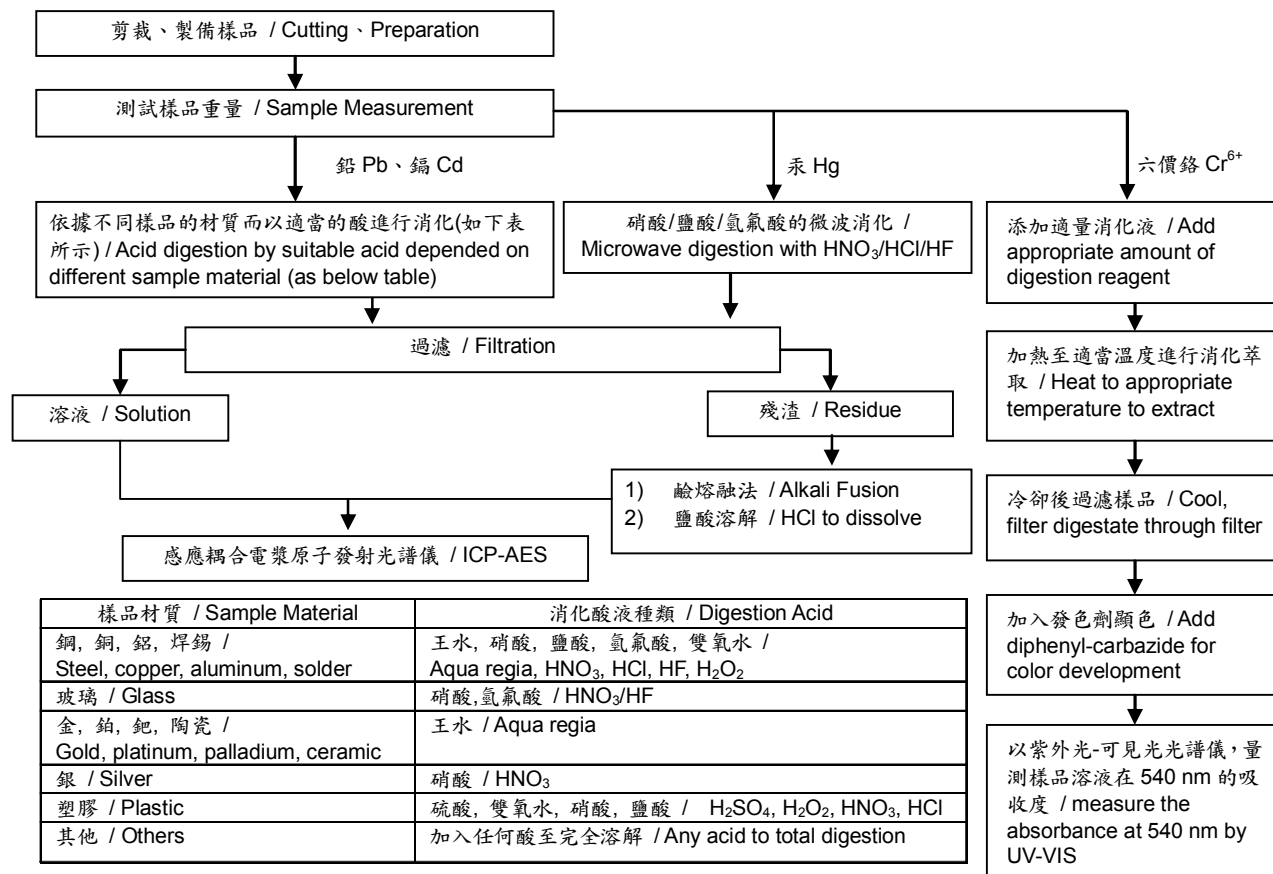 剪裁、製備樣品 / Cutting、Preparation
測試樣品重量 / Sample Measurement
鉛 Pb、鎘 Cd
汞 Hg
六價鉻 Cr6+
依據不同樣品的材質而以適當的酸進行消化(如下表
所示) / Acid digestion by suitable acid depended on
different sample material (as below table)
硝酸/鹽酸/氫氟酸的微波消化 /
Microwave digestion with HNO3/HCl/HF
添加適量消化液 / Add
appropriate amount of
digestion reagent
過濾 / Filtration
加熱至適當溫度進行消化萃
取 / Heat to appropriate
temperature to extract
溶液 / Solution
殘渣 / Residue
1) 鹼熔融法 / Alkali Fusion
2) 鹽酸溶解 / HCl to dissolve
冷卻後過濾樣品 / Cool,
filter digestate through filter
感應耦合電漿原子發射光譜儀 / ICP-AES
加入發色劑顯色 / Add
diphenyl-carbazide for
color development
以紫外光-可見光光譜儀，量
測樣品溶液在 540 nm 的吸
收度 / measure the
absorbance at 540 nm by
UV-VIS
樣品材質 / Sample Material
消化酸液種類 / Digestion Acid
鋼, 銅, 鋁, 焊錫 /
Steel, copper, aluminum, solder
王水, 硝酸, 鹽酸, 氫氟酸, 雙氧水 /
Aqua regia, HNO3, HCl, HF, H2O2
玻璃 / Glass
硝酸,氫氟酸 / HNO3/HF
金, 鉑, 鈀, 陶瓷 /
Gold, platinum, palladium, ceramic
王水 / Aqua regia
銀 / Silver
硝酸 / HNO3
塑膠 / Plastic
硫酸, 雙氧水, 硝酸, 鹽酸 / H2SO4, H2O2, HNO3, HCl
其他 / Others
加入任何酸至完全溶解 / Any acid to total digestion